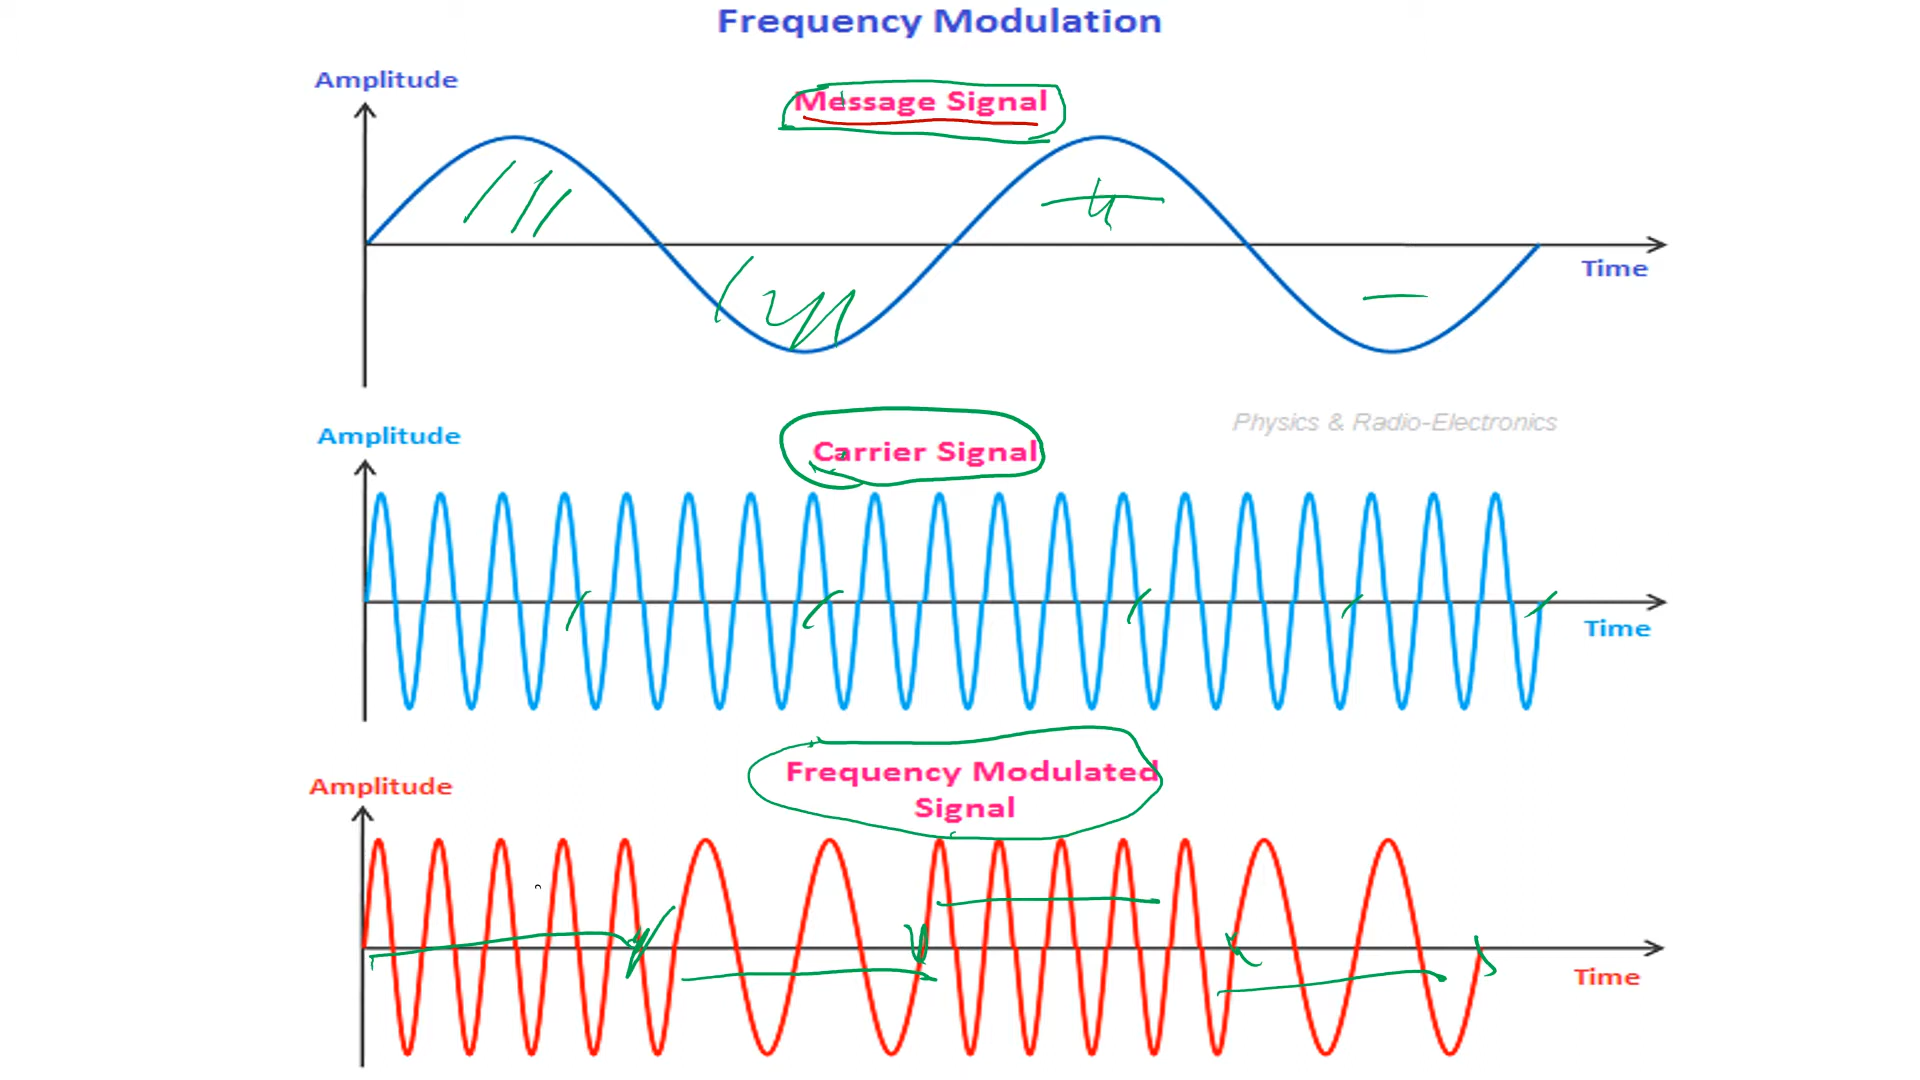 Frequency Modulation
Amplitude
Message Signal
Time
Amplitude
Carrier Signal
Physics & Radio-Electronics
Time
Amplitude
Frequency Modulated
Signal
Time